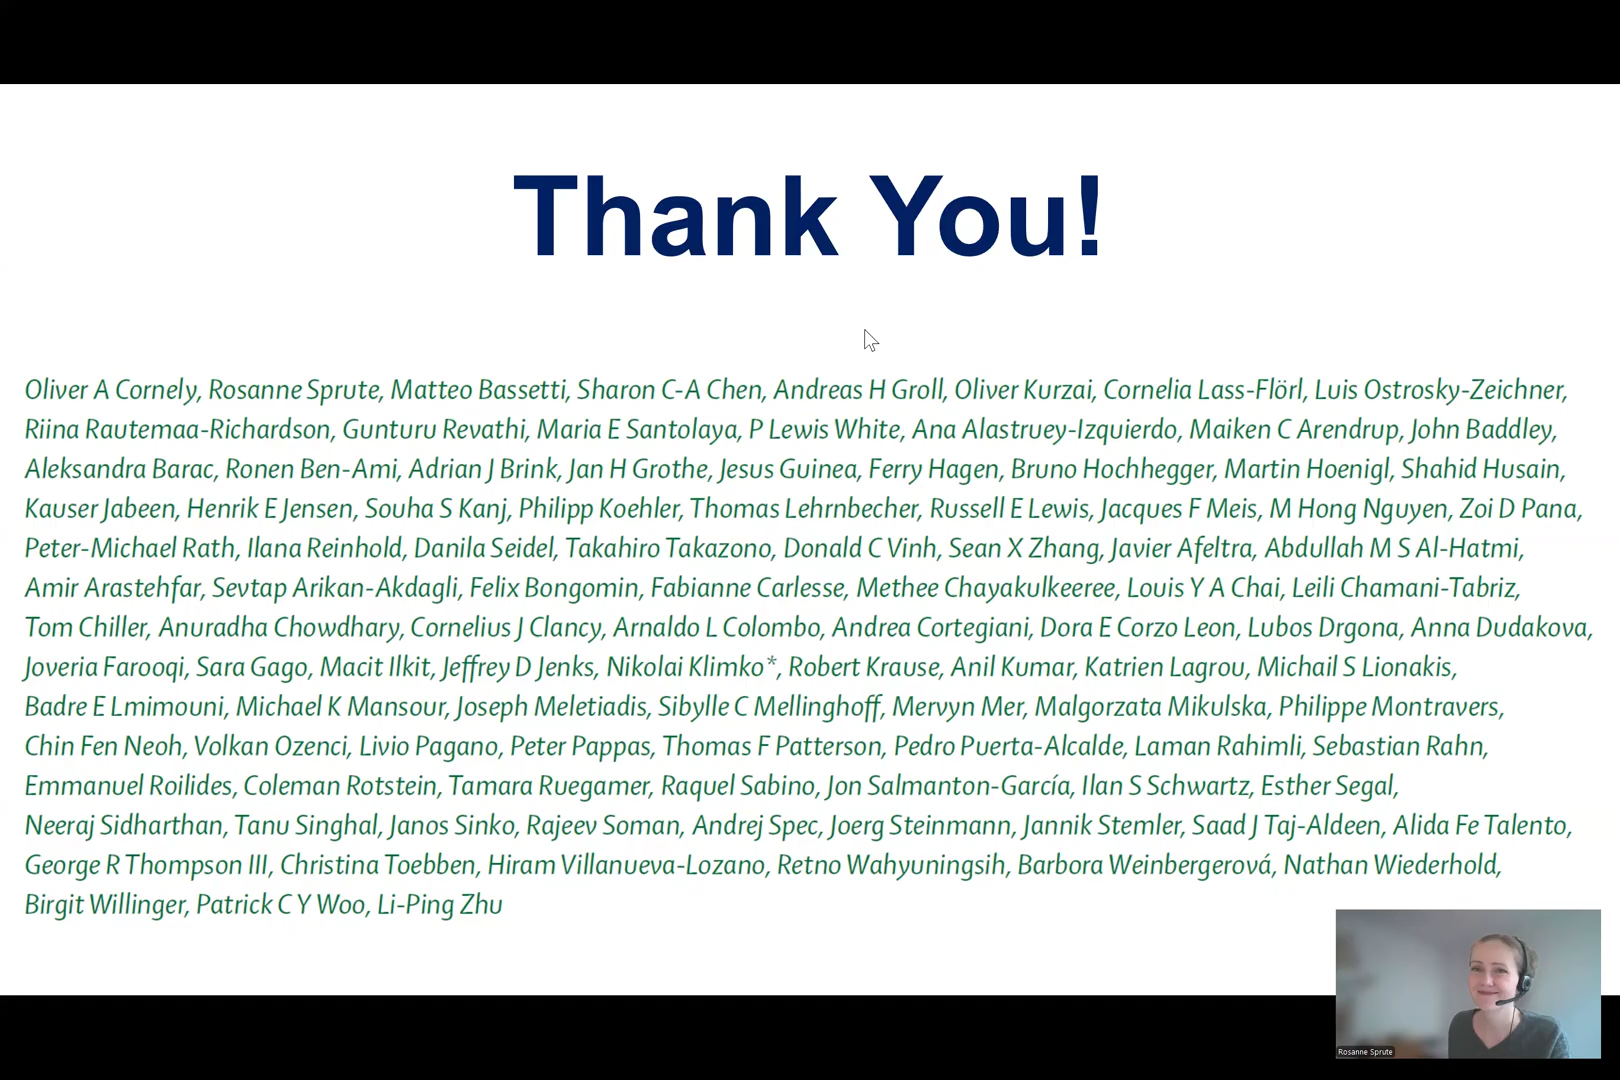 Thank You!
Oliver A Cornely, Rosanne Sprute, Matteo Bassetti, Sharon C-A Chen, Andreas H Groll, Oliver Kurzai, Cornelia Lass-Flörl, Luis Ostrosky-Zeichner,
Riina Rautemaa-Richardson, Gunturu Revathi, Maria E Santolaya, P Lewis White, Ana Alastruey-Izquierdo, Maiken C Arendrup, John Baddley,
Aleksandra Barac, Ronen Ben-Ami, Adrian J Brink, Jan H Grothe, Jesus Guinea, Ferry Hagen, Bruno Hochhegger, Martin Hoenigl, Shahid Husain,
Kauser Jabeen, Henrik E Jensen, Souha S Kanj, Philipp Koehler, Thomas Lehrnbecher, Russell E Lewis, Jacques F Meis, M Hong Nguyen, Zoi D Pana,
Peter-Michael Rath, Ilana Reinhold, Danila Seidel, Takahiro Takazono, Donald C Vinh, Sean X Zhang, Javier Afeltra, Abdullah M S Al-Hatmi,
Amir Arastehfar, Sevtap Arikan-Akdagli, Felix Bongomin, Fabianne Carlesse, Methee Chayakulkeeree, Louis Y A Chai, Leili Chamani-Tabriz,
Tom Chiller, Anuradha Chowdhary, Cornelius J Clancy, Arnaldo L Colombo, Andrea Cortegiani, Dora E Corzo Leon, Lubos Drgona, Anna Dudakova,
Joveria Farooqi, Sara Gago, Macit Ilkit, Jeffrey D Jenks, Nikolai Klimko*, Robert Krause, Anil Kumar, Katrien Lagrou, Michail S Lionakis,
Badre E Lmimouni, Michael K Mansour, Joseph Meletiadis, Sibylle C Mellinghoff, Mervyn Mer, Malgorzata Mikulska, Philippe Montravers,
Chin Fen Neoh, Volkan Ozenci, Livio Pagano, Peter Pappas, Thomas F Patterson, Pedro Puerta-Alcalde, Laman Rahimli, Sebastian Rahn,
Emmanuel Roilides, Coleman Rotstein, Tamara Ruegamer, Raquel Sabino, Jon Salmanton-García, Ilan S Schwartz, Esther Segal,
Neeraj Sidharthan, Tanu Singhal, Janos Sinko, Rajeev Soman, Andrej Spec, Joerg Steinmann, Jannik Stemler, Saad J Taj-Aldeen, Alida Fe Talento,
George R Thompson III, Christina Toebben, Hiram Villanueva-Lozano, Retno Wahyuningsih, Barbora Weinbergerová, Nathan Wiederhold,
Birgit Willinger, Patrick C Y Woo, Li-Ping Zhu
Rosanne Sprute